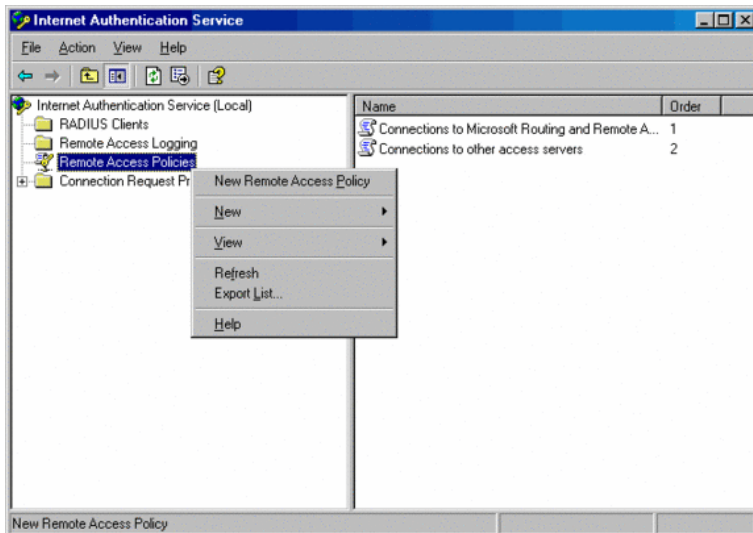 Internet Authentication Service
File Action View Help
Internet Authentication Service (Local)
RADIUS Clients
Remote Access Logging
Remote Access Policies
Connection Request Pr
Name Order
Connections to Microsoft Routing and Remote A... 1
Connections to other access servers 2
New Remote Access Policy
New
View
Refresh
Export List...
Help
New Remote Access Policy